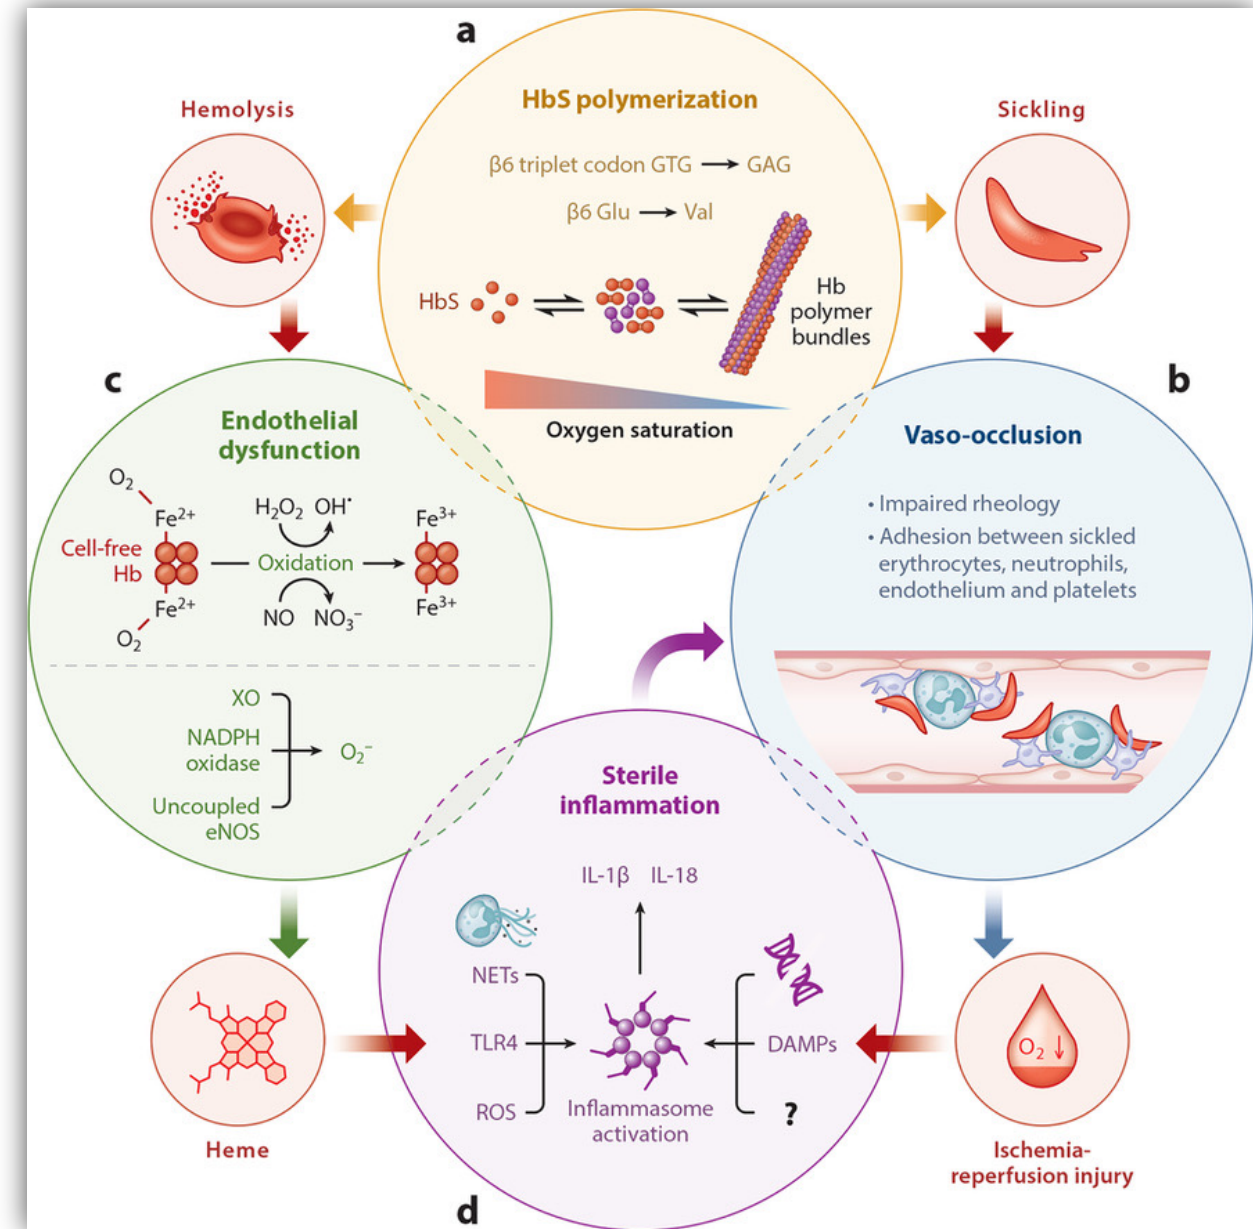 a
HbS polymerization
β6 triplet codon GTG → GAG
β6 Glu → Val
HbS
Hb
polymer
bundles
Oxygen saturation
Hemolysis
Sickling
b
Vaso-occlusion
• Impaired rheology
• Adhesion between sickled
erythrocytes, neutrophils,
endothelium and platelets
c
Endothelial
dysfunction
O₂
Fe²⁺
Cell-free
Hb
Fe²⁺
O₂
H₂O₂ OH•
Oxidation
NO NO₃⁻
Fe³⁺
Fe³⁺
XO
NADPH
oxidase
Uncoupled
eNOS
O₂⁻
Sterile
inflammation
IL-1β IL-18
NETs
TLR4
ROS
Inflammasome
activation
DAMPs
?
Heme
O₂ ↓
Ischemia-
reperfusion injury
d